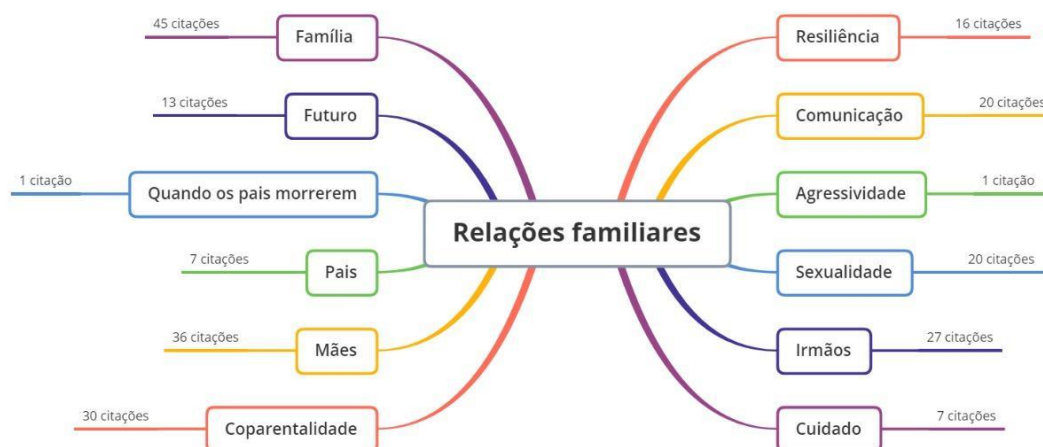 45 citações
Família
13 citações
Futuro
1 citação
Quando os pais morrerem
7 citações
Pais
36 citações
Mães
30 citações
Coparentalidade
Relações familiares
Resiliência
16 citações
Comunicação
20 citações
Agressividade
1 citação
Sexualidade
20 citações
Irmãos
27 citações
Cuidado
7 citações